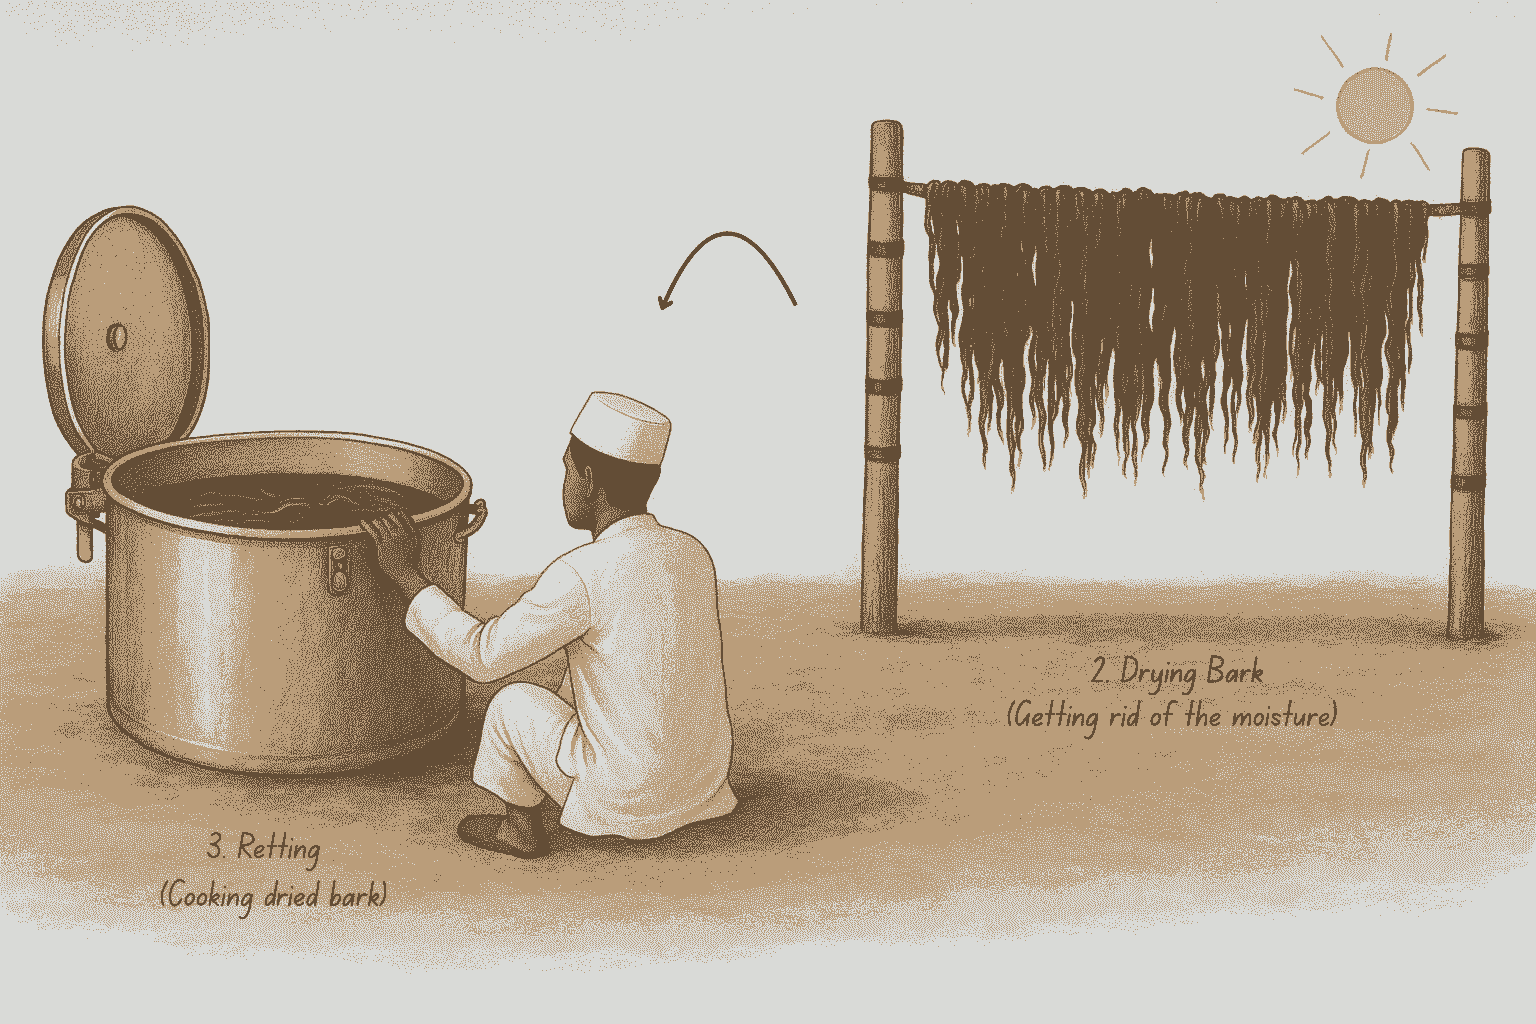 2. Drying Bark
(Getting rid of the moisture)
3. Retting
(Cooking dried bark)